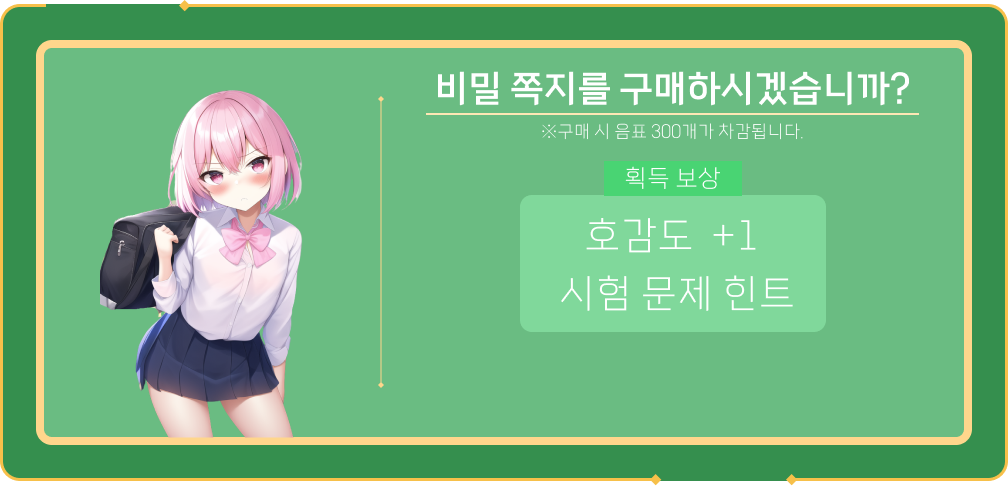 비밀 쪽지를 구매하시겠습니까?
※구매 시 음표 300개가 차감됩니다.
획득 보상
호감도 +1
시험 문제 힌트